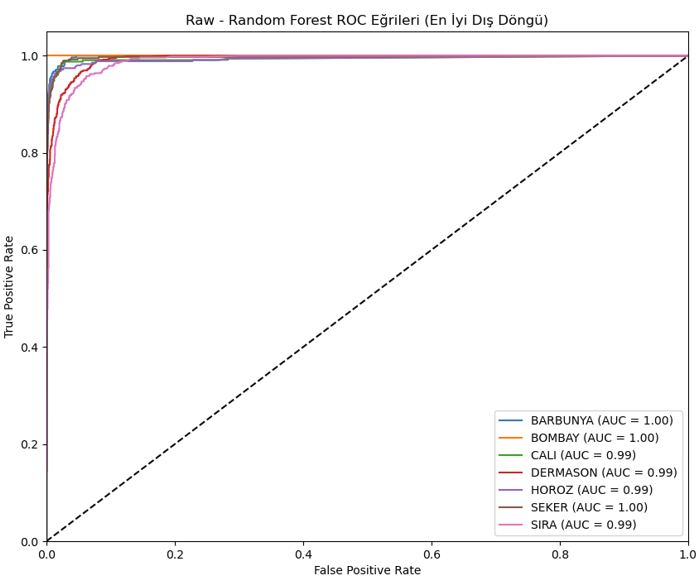 Raw - Random Forest ROC Eğrileri (En İyi Dış Döngü)
True Positive Rate
1.0
0.8
0.6
0.4
0.2
0.0
BARBUNYA (AUC = 1.00)
BOMBAY (AUC = 1.00)
CALI (AUC = 0.99)
DERMASON (AUC = 0.99)
HOROZ (AUC = 0.99)
SEKER (AUC = 1.00)
SIRA (AUC = 0.99)
0.0 0.2 0.4 0.6 0.8 1.0
False Positive Rate